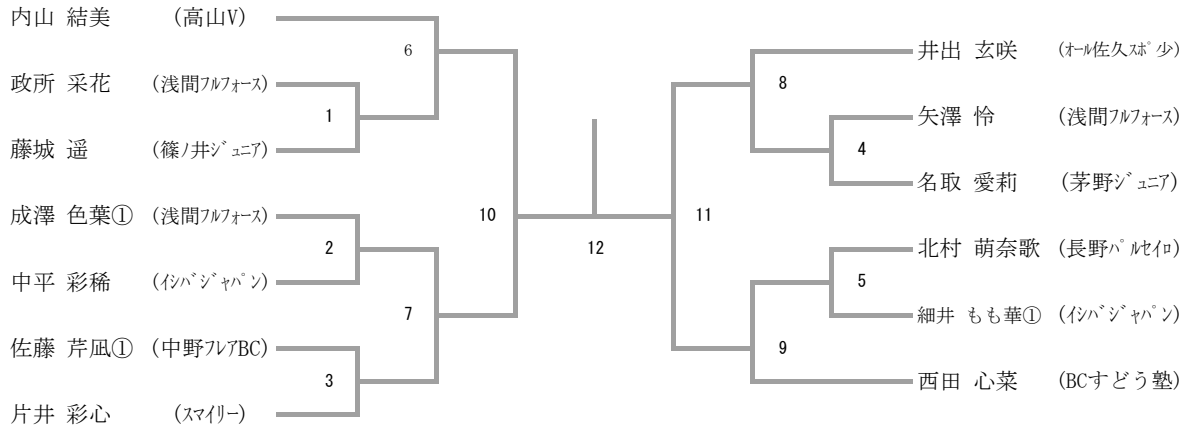 内山 結美 (高山V)
6
政所 采花 (浅間フルフォース)
1
藤城 遥 (篠ノ井ジュニア)
成澤 色葉① (浅間フルフォース)
2
10
中平 彩稀 (イシバジャパン)
7
佐藤 芹凪① (中野フレアBC)
3
片井 彩心 (スマイリー)
12
井出 玄咲 (オール佐久スポ少)
8
矢澤 怜 (浅間フルフォース)
4
名取 愛莉 (茅野ジュニア)
11
北村 萌奈歌 (長野パルセイロ)
5
細井 もも華① (イシバジャパン)
9
西田 心菜 (BCすどう塾)